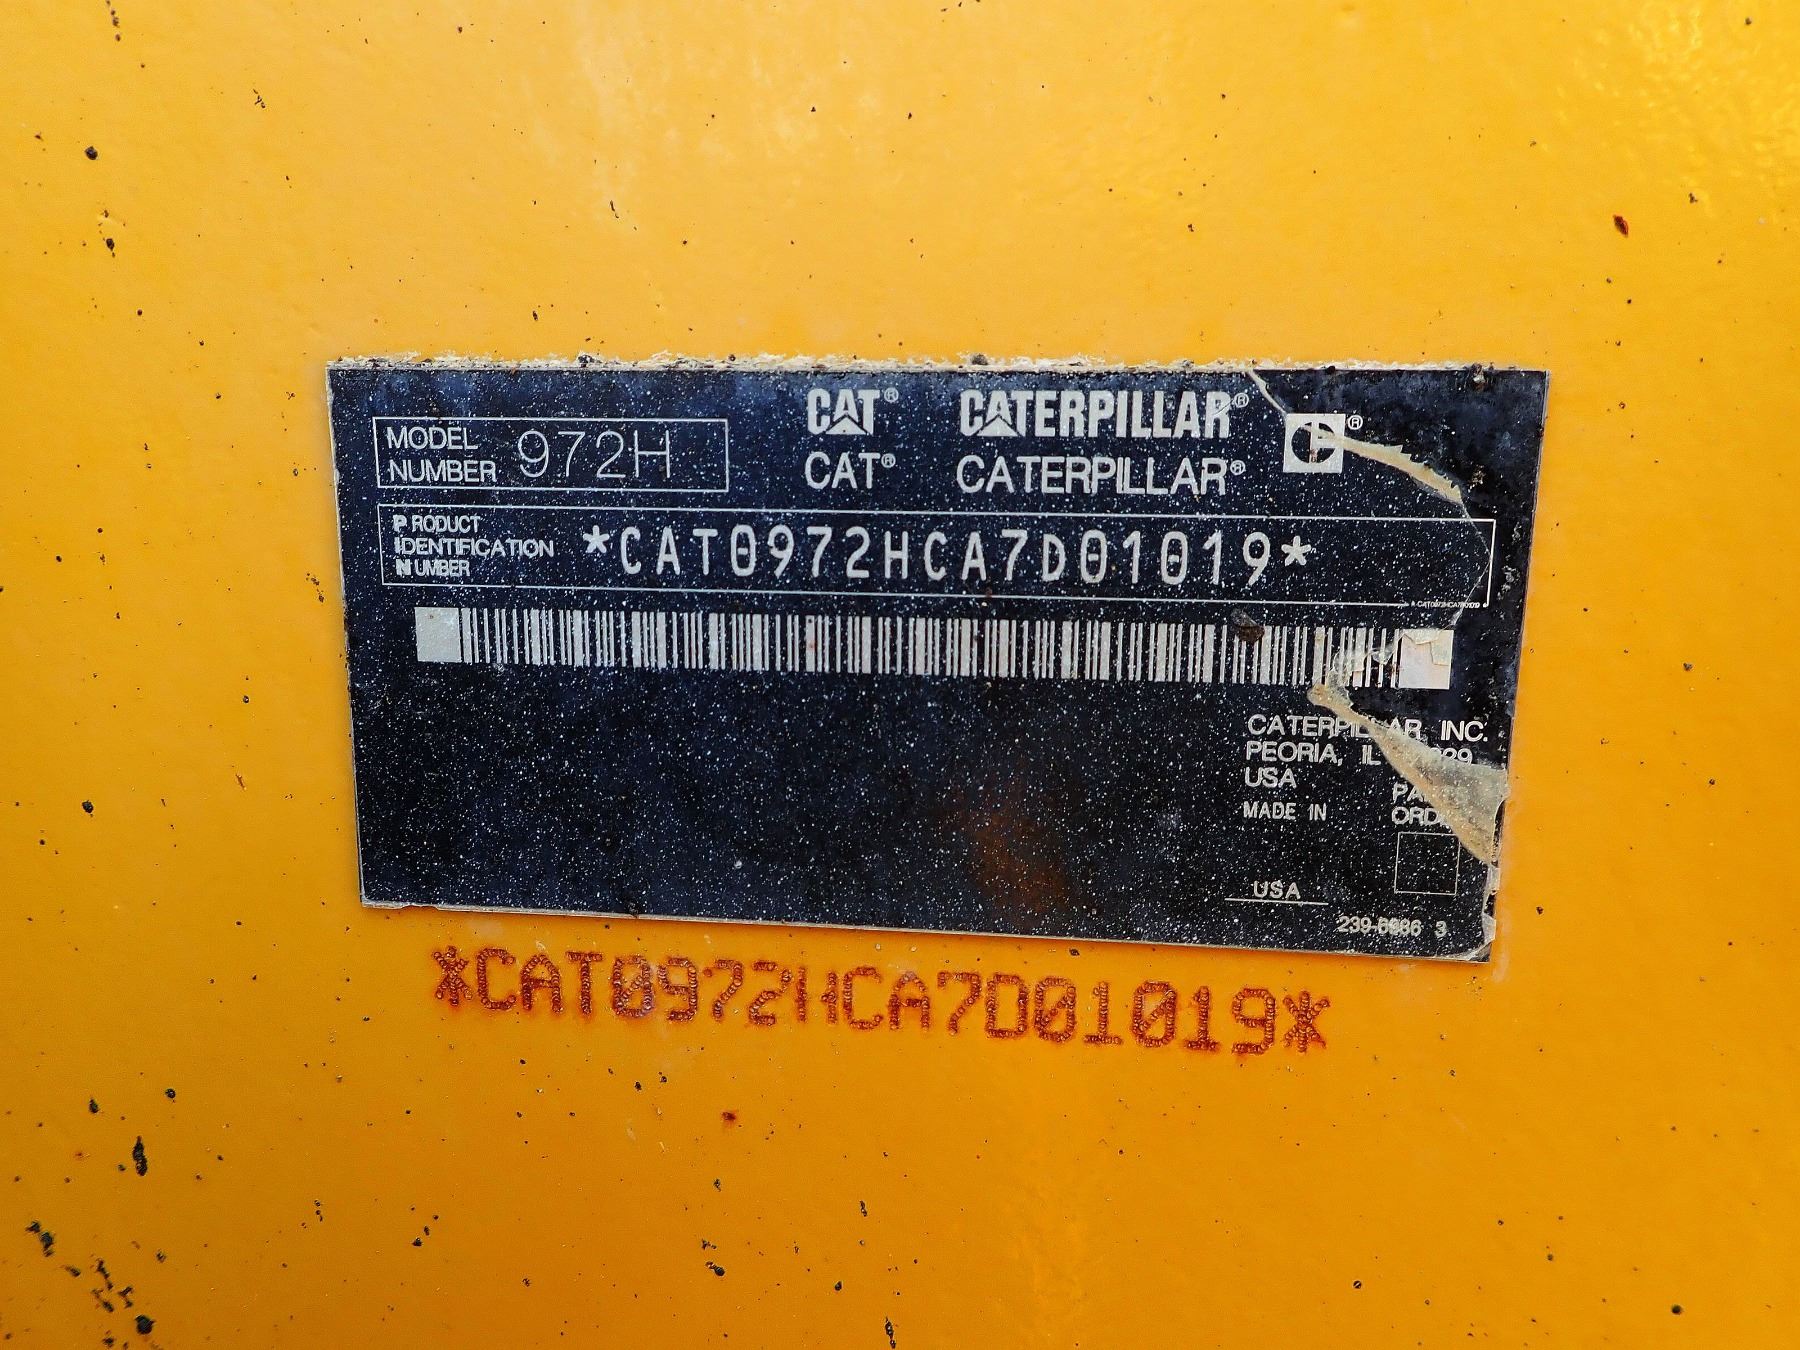 CAT® CATERPILLAR® ®
MODEL NUMBER 972H
CAT® CATERPILLAR®
PRODUCT
IDENTIFICATION
NUMBER
*CAT0972HCA7D01019*
*CAT0972HCA7D01019*
CATERPILLAR INC.
PEORIA, IL
USA
MADE IN
USA
*CAT0972HCA7D01019*